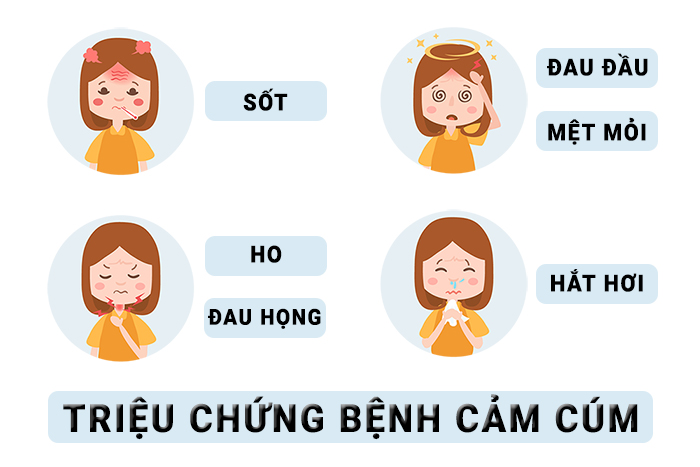 SỐT
ĐAU ĐẦU
MỆT MỎI
HO
ĐAU HỌNG
HẮT HƠI
TRIỆU CHỨNG BỆNH CẢM CÚM